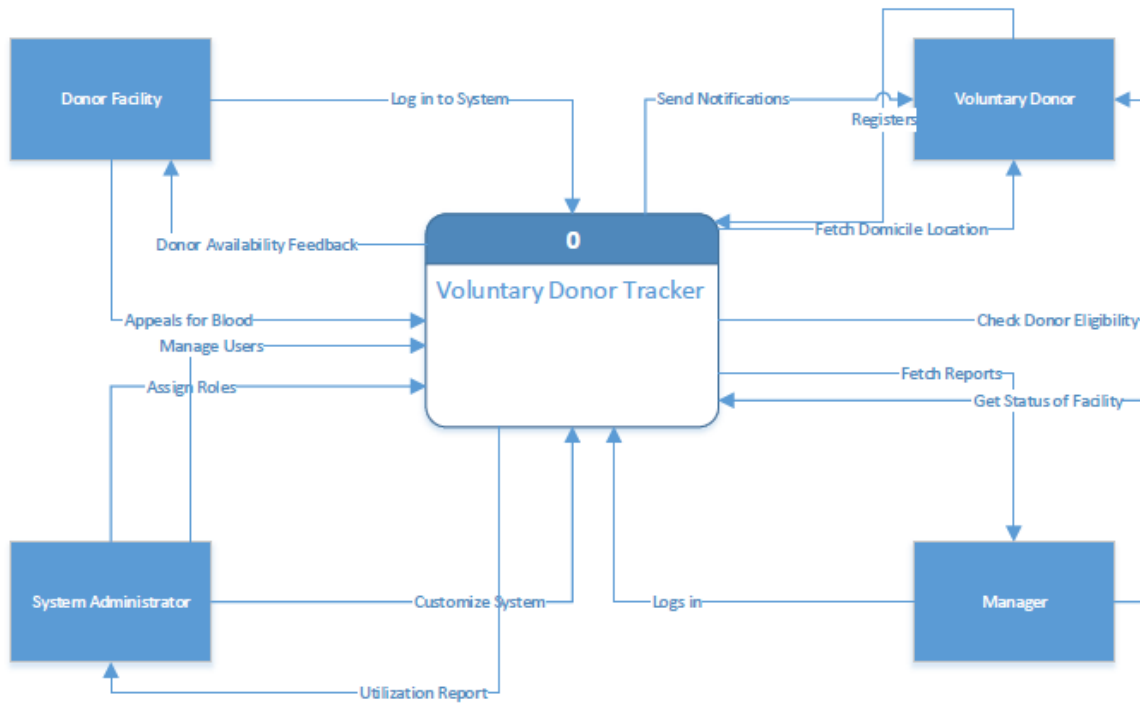 Donor Facility
Log in to System
Send Notifications
Voluntary Donor
Registers
0
Fetch Domicile Location
Donor Availability Feedback
Voluntary Donor Tracker
Appeals for Blood
Check Donor Eligibility
Manage Users
Fetch Reports
Assign Roles
Get Status of Facility
System Administrator
Customize System
Logs in
Manager
Utilization Report